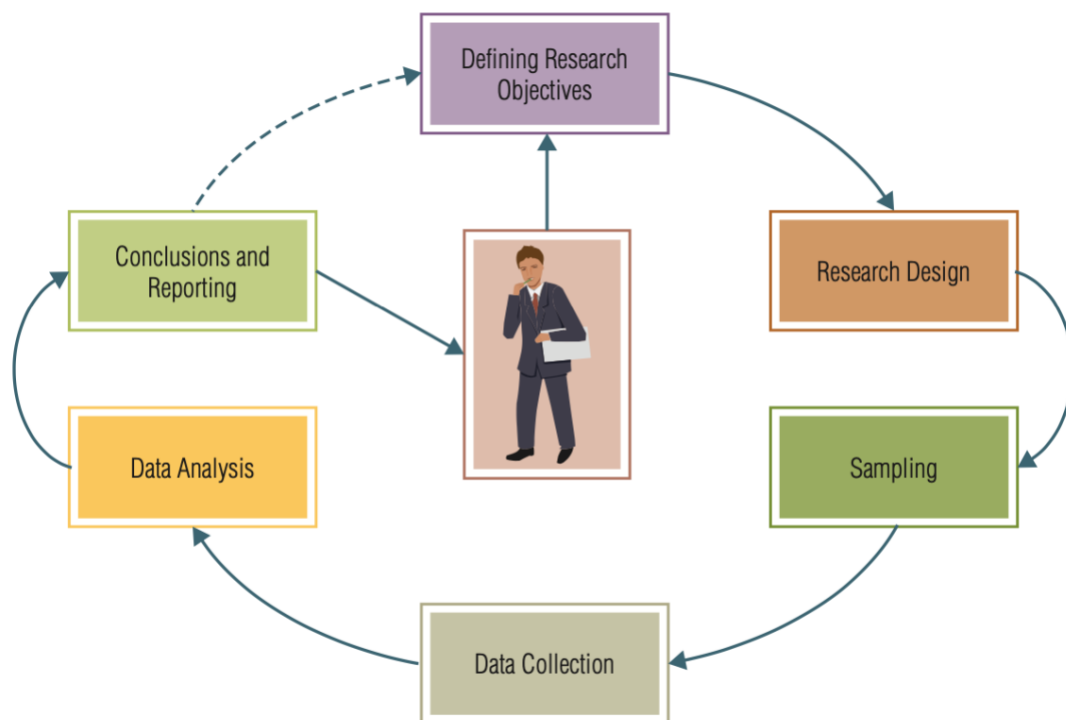 Defining Research
Objectives
Research Design
Sampling
Data Collection
Data Analysis
Conclusions and
Reporting